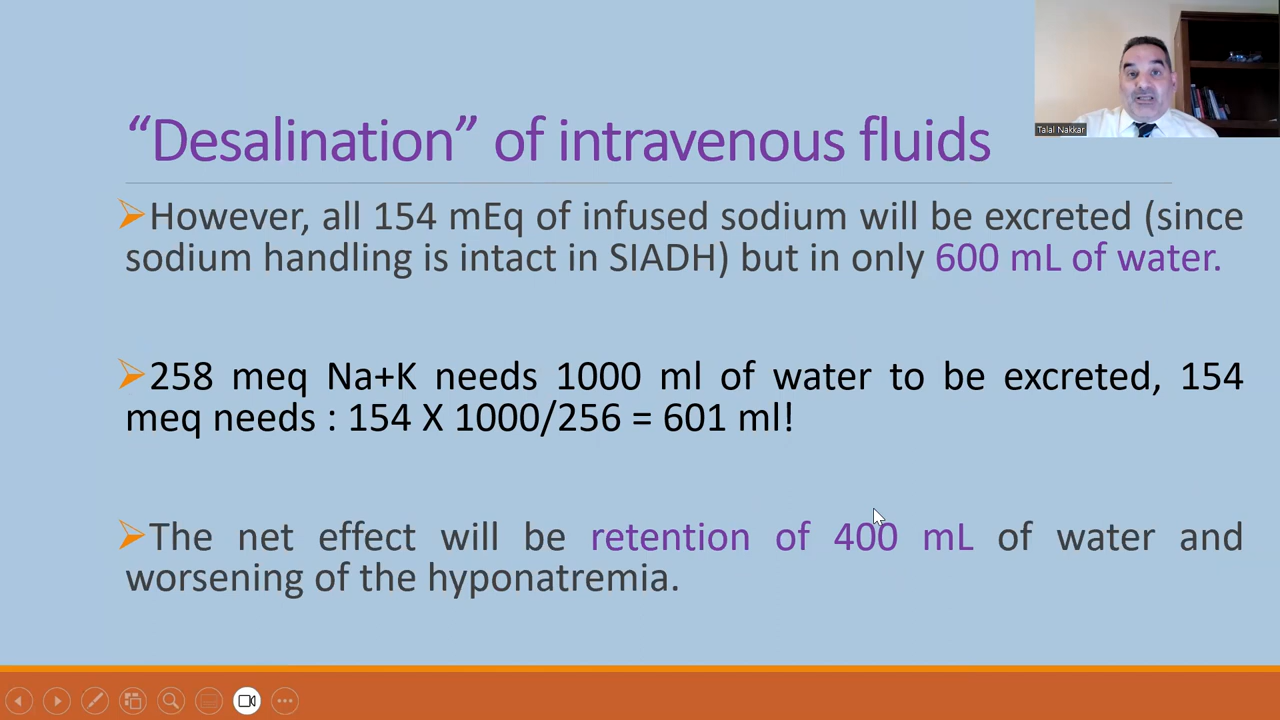 Talal Nakkar
“Desalination” of intravenous fluids
However, all 154 mEq of infused sodium will be excreted (since
sodium handling is intact in SIADH) but in only 600 mL of water.
258 meq Na+K needs 1000 ml of water to be excreted, 154
meq needs : 154 X 1000/256 = 601 ml!
The net effect will be retention of 400 mL of water and
worsening of the hyponatremia.